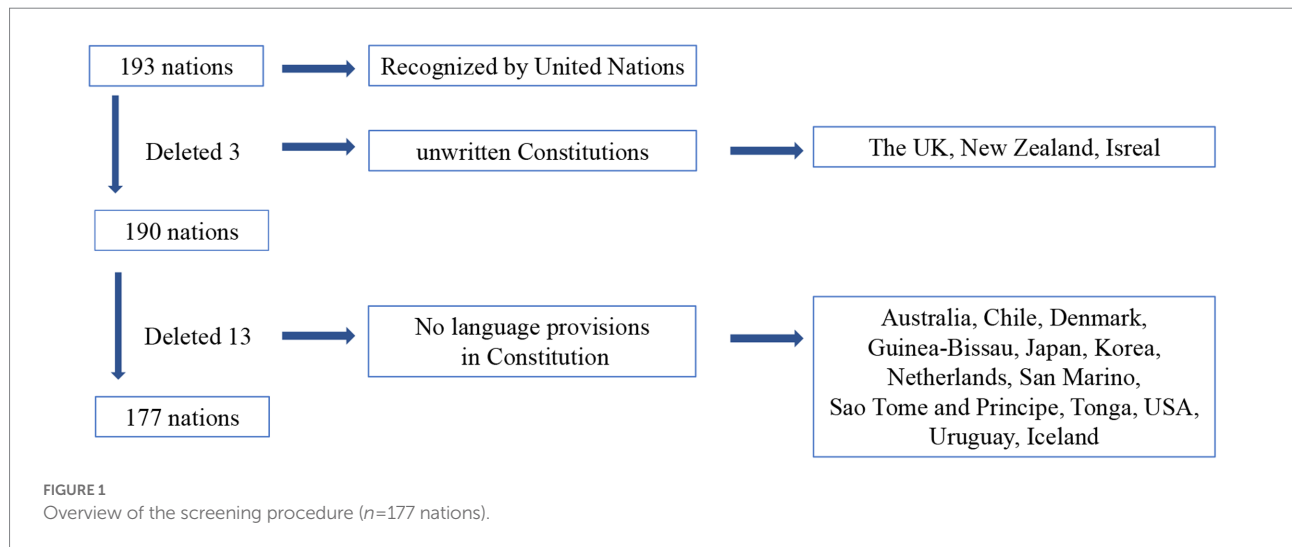 193 nations
Recognized by United Nations
Deleted 3
unwritten Constitutions
The UK, New Zealand, Isreal
190 nations
Deleted 13
No language provisions
in Constitution
Australia, Chile, Denmark,
Guinea-Bissau, Japan, Korea,
Netherlands, San Marino,
Sao Tome and Principe, Tonga, USA,
Uruguay, Iceland
177 nations
FIGURE 1
Overview of the screening procedure (n=177 nations).